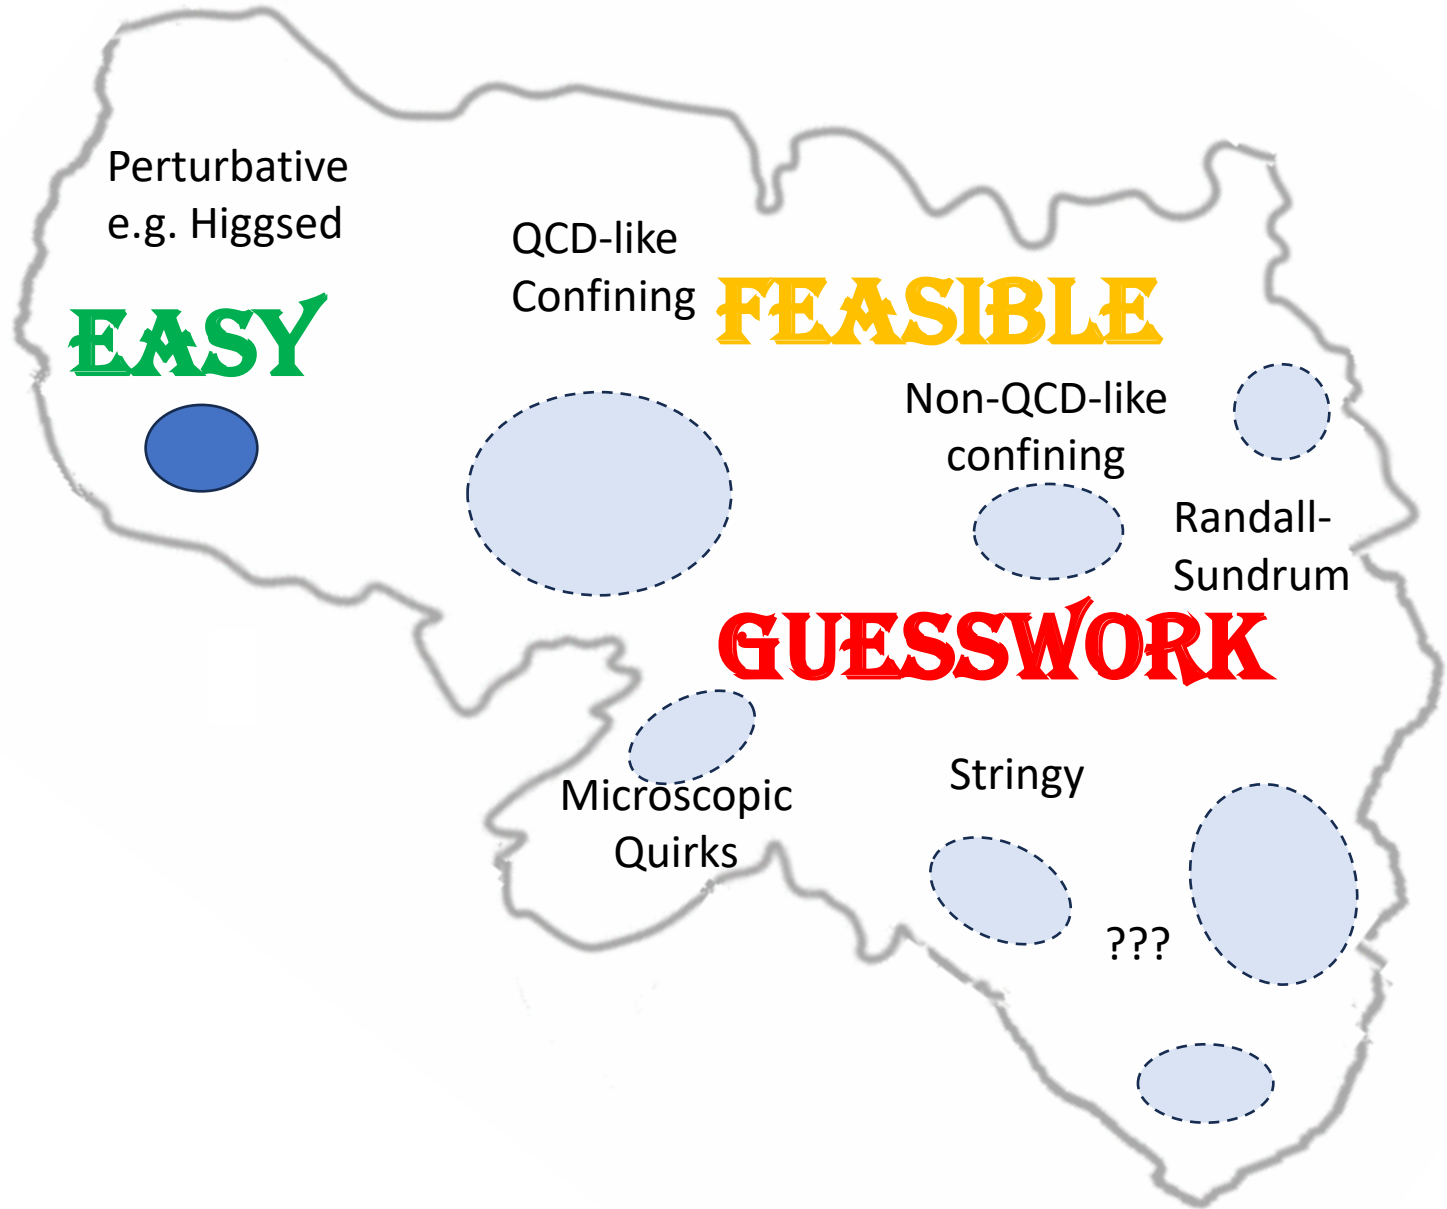 Perturbative
e.g. Higgsed
EASY
QCD-like
Confining
FEASIBLE
Non-QCD-like
confining
Randall-
Sundrum
GUESSWORK
Microscopic
Quirks
Stringy
???